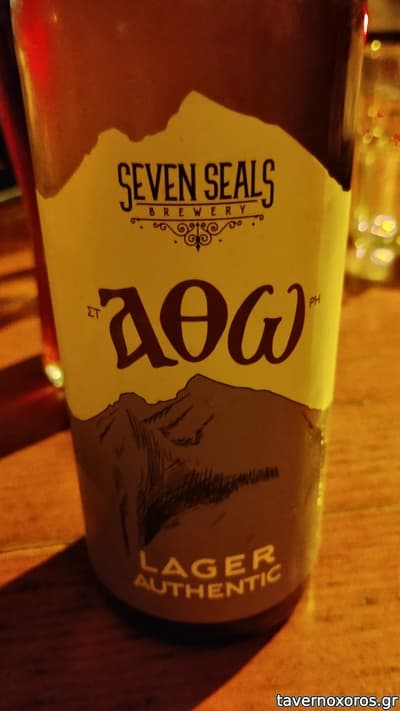 SEVEN SEALS
BREWERY
ΣΤ αθω ΡΗ
LAGER
AUTHENTIC
tavernoxoros.gr